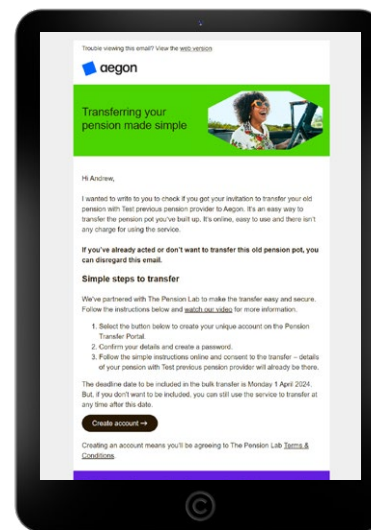 Trouble viewing this email? View the web version
aegon
Transferring your
pension made simple
Hi Andrew,
I wanted to write to you to check if you got your invitation to transfer your old
pension with Test previous pension provider to Aegon. It's an easy way to
transfer the pension pot you've built up. It's online, easy to use and there isn't
any charge for using the service.
If you've already acted or don't want to transfer this old pension pot, you
can disregard this email.
Simple steps to transfer
We've partnered with The Pension Lab to make the transfer easy and secure.
Follow the instructions below and watch our video for more information.
1. Select the button below to create your unique account on the Pension
Transfer Portal.
2. Confirm your details and create a password.
3. Follow the simple instructions online and consent to the transfer – details
of your pension with Test previous pension provider will already be there.
The deadline date to be included in the bulk transfer is Monday 1 April 2024.
But, if you don't want to be included, you can still use the service to transfer at
any time after this date.
Create account →
Creating an account means you'll be agreeing to The Pension Lab Terms &
Conditions.
©